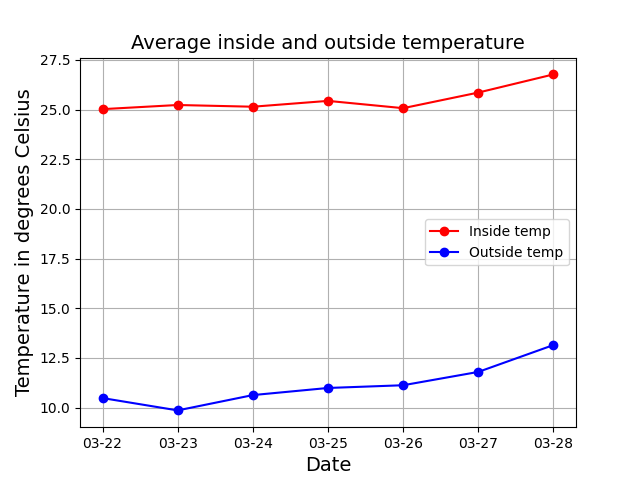 Average inside and outside temperature
Temperature in degrees Celsius
27.5
25.0
22.5
20.0
17.5
15.0
12.5
10.0
Inside temp
Outside temp
03-22 03-23 03-24 03-25 03-26 03-27 03-28
Date